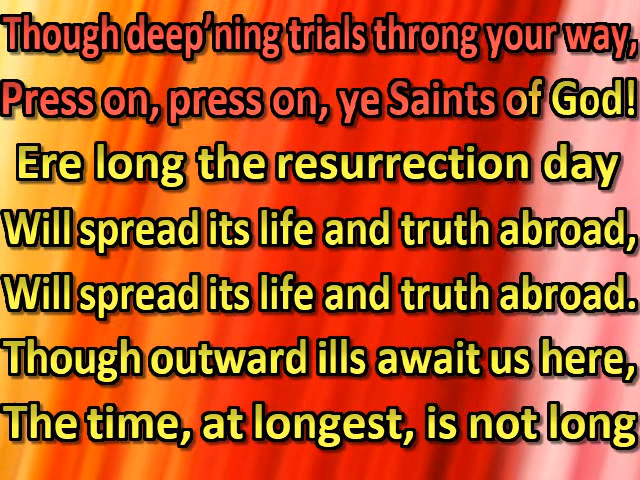 Though deep’ning trials throng your way,
Press on, press on, ye Saints of God!
Ere long the resurrection day
Will spread its life and truth abroad,
Will spread its life and truth abroad.
Though outward ills await us here,
The time, at longest, is not long